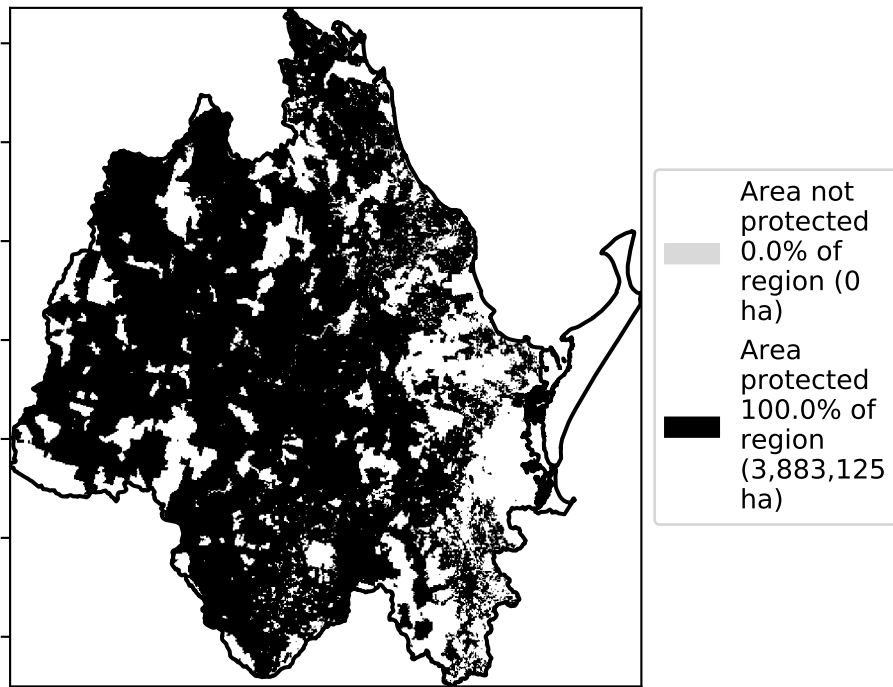 Area not
protected
0.0% of
region (0
ha)
Area
protected
100.0% of
region
(3,883,125
ha)